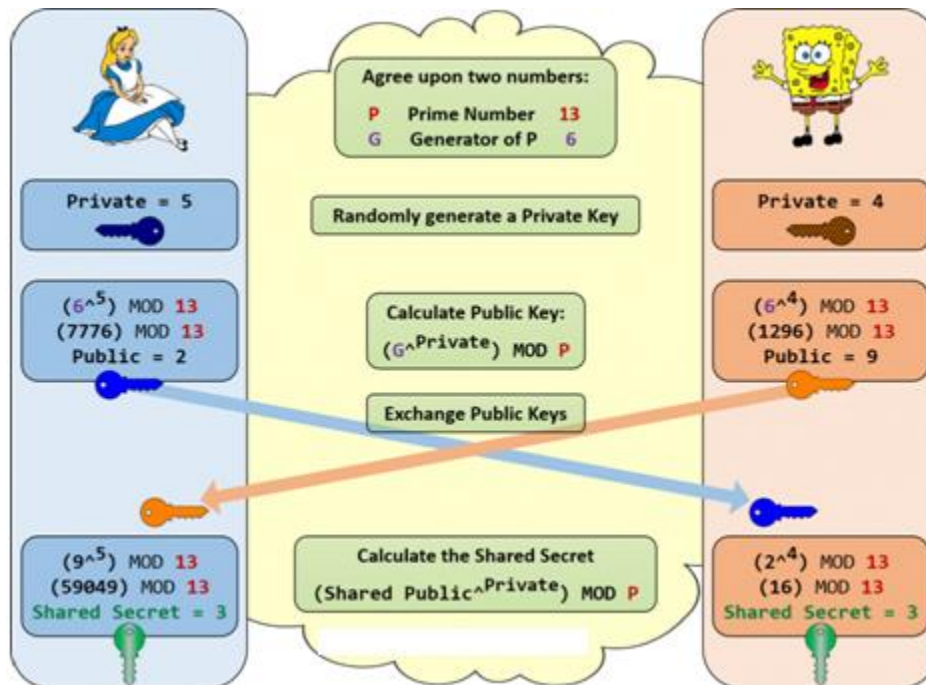 Agree upon two numbers:
P Prime Number 13
G Generator of P 6
Private = 5
Randomly generate a Private Key
Private = 4
(6^5) MOD 13
(7776) MOD 13
Public = 2
Calculate Public Key:
(G^Private) MOD P
(6^4) MOD 13
(1296) MOD 13
Public = 9
Exchange Public Keys
(9^5) MOD 13
(59049) MOD 13
Shared Secret = 3
Calculate the Shared Secret
(Shared Public^Private) MOD P
(2^4) MOD 13
(16) MOD 13
Shared Secret = 3